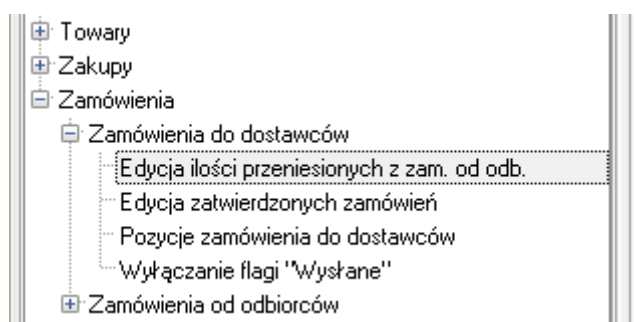 Towary
Zakupy
Zamówienia
Zamówienia do dostawców
Edycja ilości przeniesionych z zam. od odb.
Edycja zatwierdzonych zamówień
Pozycje zamówienia do dostawców
Wyłączanie flagi "Wysłane"
Zamówienia od odbiorców